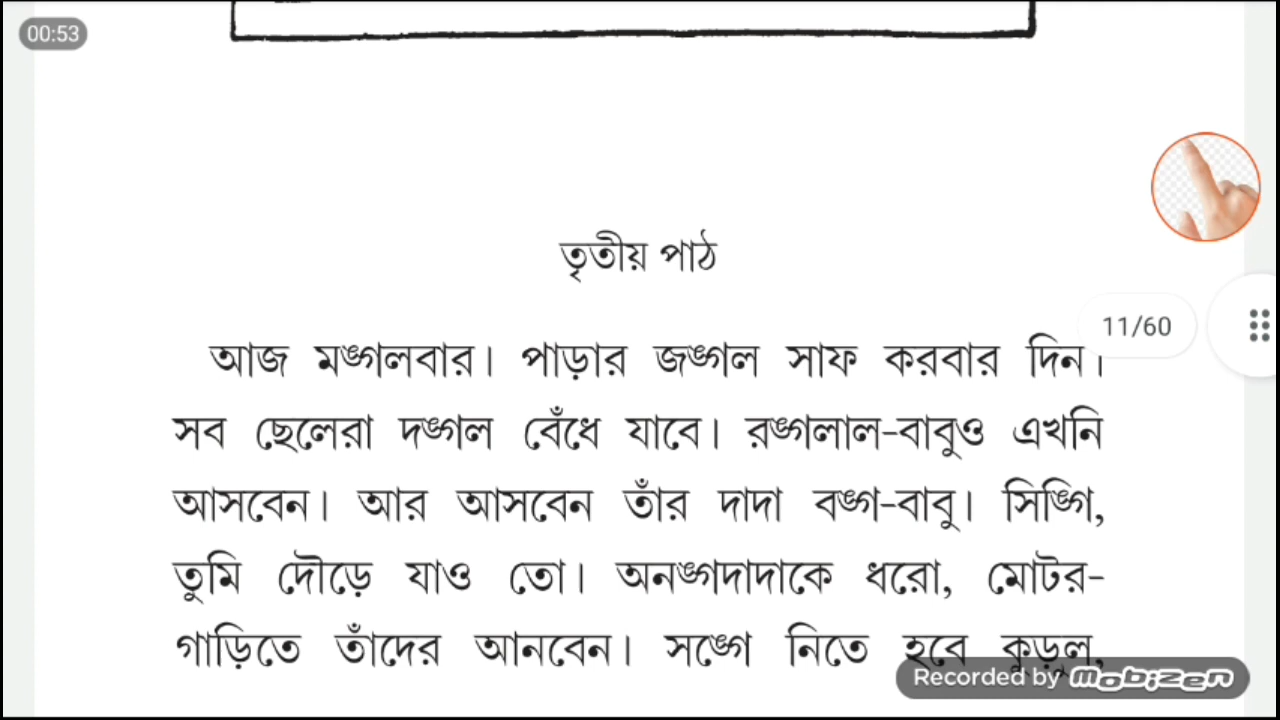 00:53
তৃতীয় পাঠ
11/60
আজ মঙ্গলবার। পাড়ার জঙ্গল সাফ করবার দিন।
সব ছেলেরা দঙ্গল বেঁধে যাবে। রঙ্গলাল-বাবুও এখনি
আসবেন। আর আসবেন তাঁর দাদা বঙ্গ-বাবু। সিঙ্গি,
তুমি দৌড়ে যাও তো। অনঙ্গদাদাকে ধরো, মোটর-
গাড়িতে তাঁদের আনবেন। সঙ্গে নিতে হবে কুড়ুল,
Recorded by mobizen